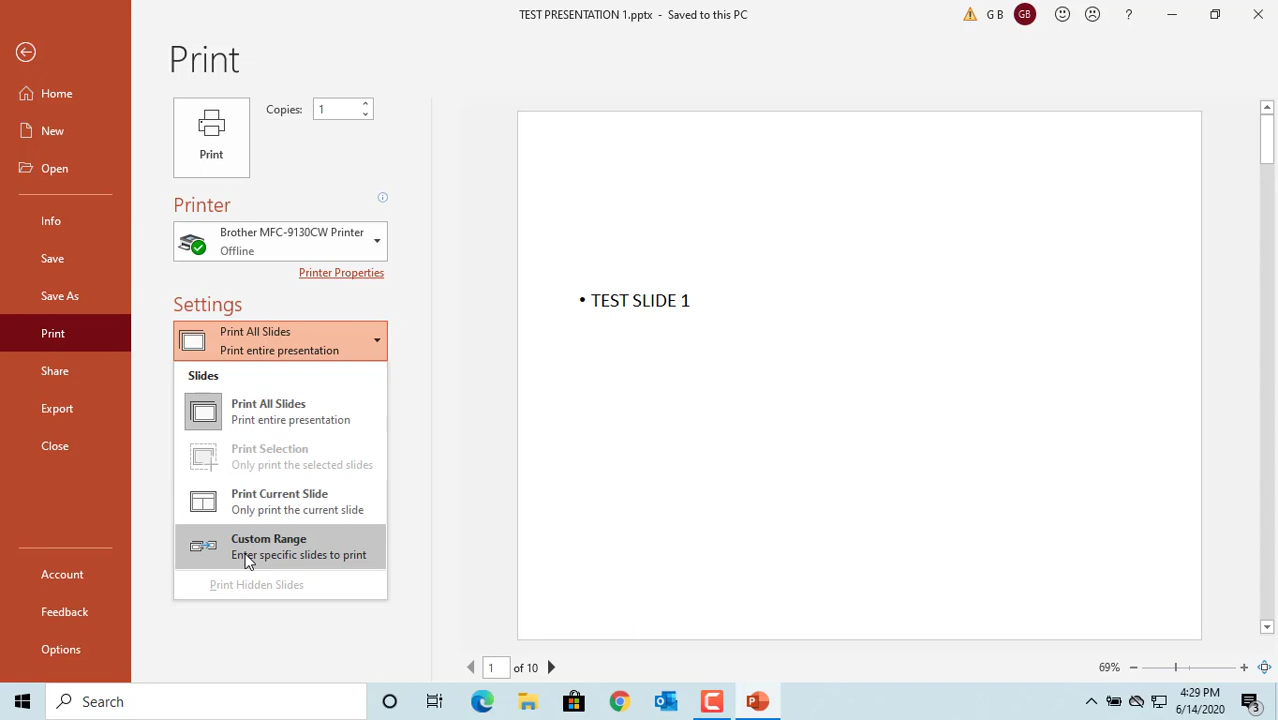 TEST PRESENTATION 1.pptx - Saved to this PC
G B
GB
?
Print
Home
New
Open
Info
Save
Save As
Print
Share
Export
Close
Account
Feedback
Options
Print
Copies: 1
Printer
Brother MFC-9130CW Printer
Offline
Printer Properties
Settings
Print All Slides
Print entire presentation
Slides
Print All Slides
Print entire presentation
Print Selection
Only print the selected slides
Print Current Slide
Only print the current slide
Custom Range
Enter specific slides to print
Print Hidden Slides
• TEST SLIDE 1
1 of 10
69%
Search
4:29 PM
6/14/2020
3